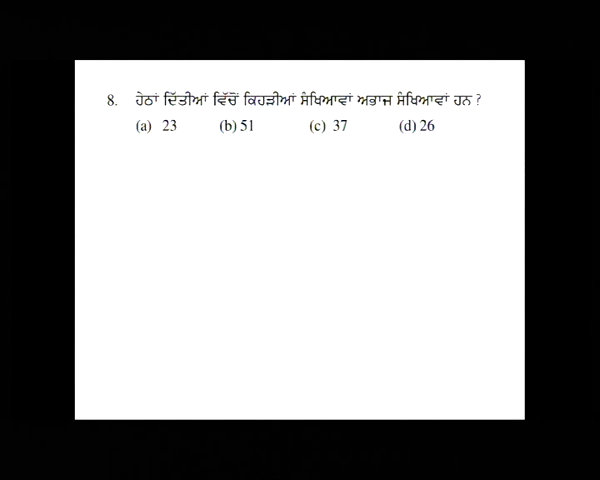 8. ਹੇਠਾਂ ਦਿੱਤੀਆਂ ਵਿੱਚੋਂ ਕਿਹੜੀਆਂ ਸੰਖਿਆਵਾਂ ਅਭਾਜ ਸੰਖਿਆਵਾਂ ਹਨ ?
(a) 23 (b) 51 (c) 37 (d) 26